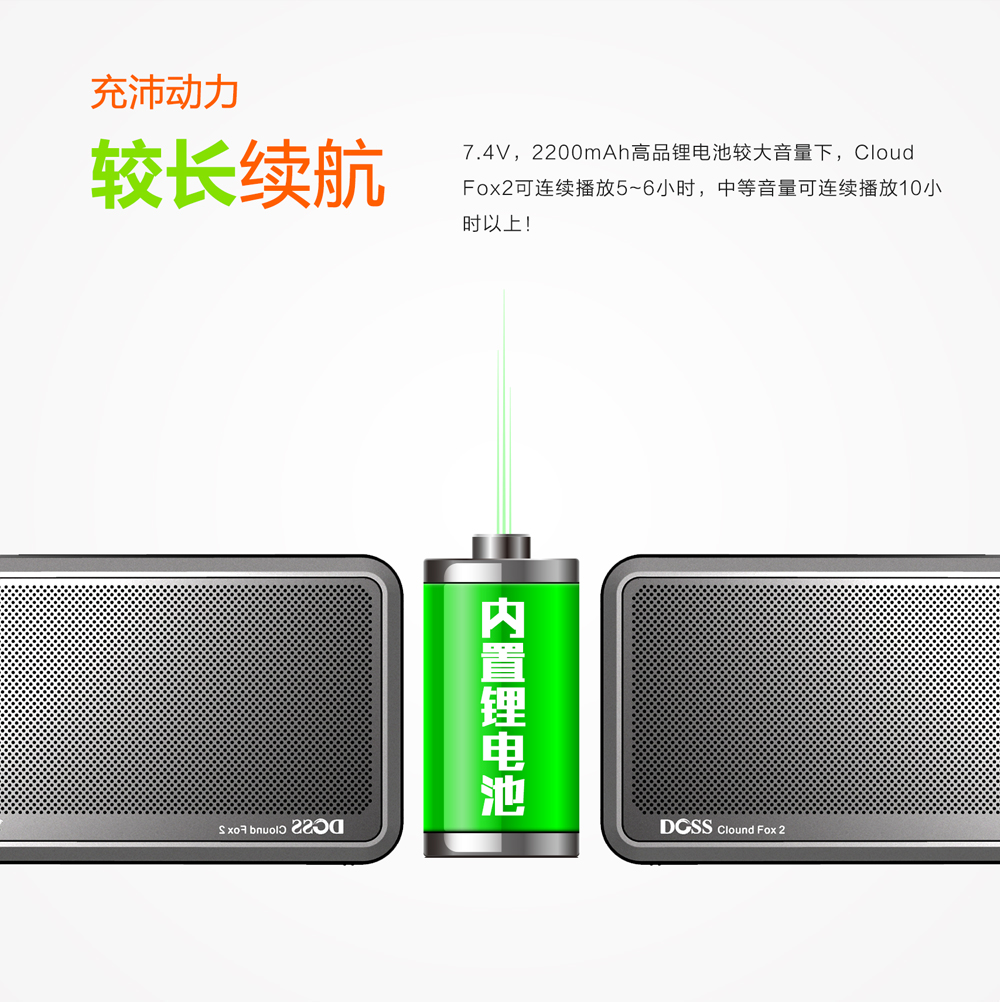 充沛动力
较长续航
7.4V，2200mAh高品锂电池较大音量下，Cloud
Fox2可连续播放5~6小时，中等音量可连续播放10小
时以上！
内置锂电池
DOSS Clound Fox 2
DOSS Clound Fox 2